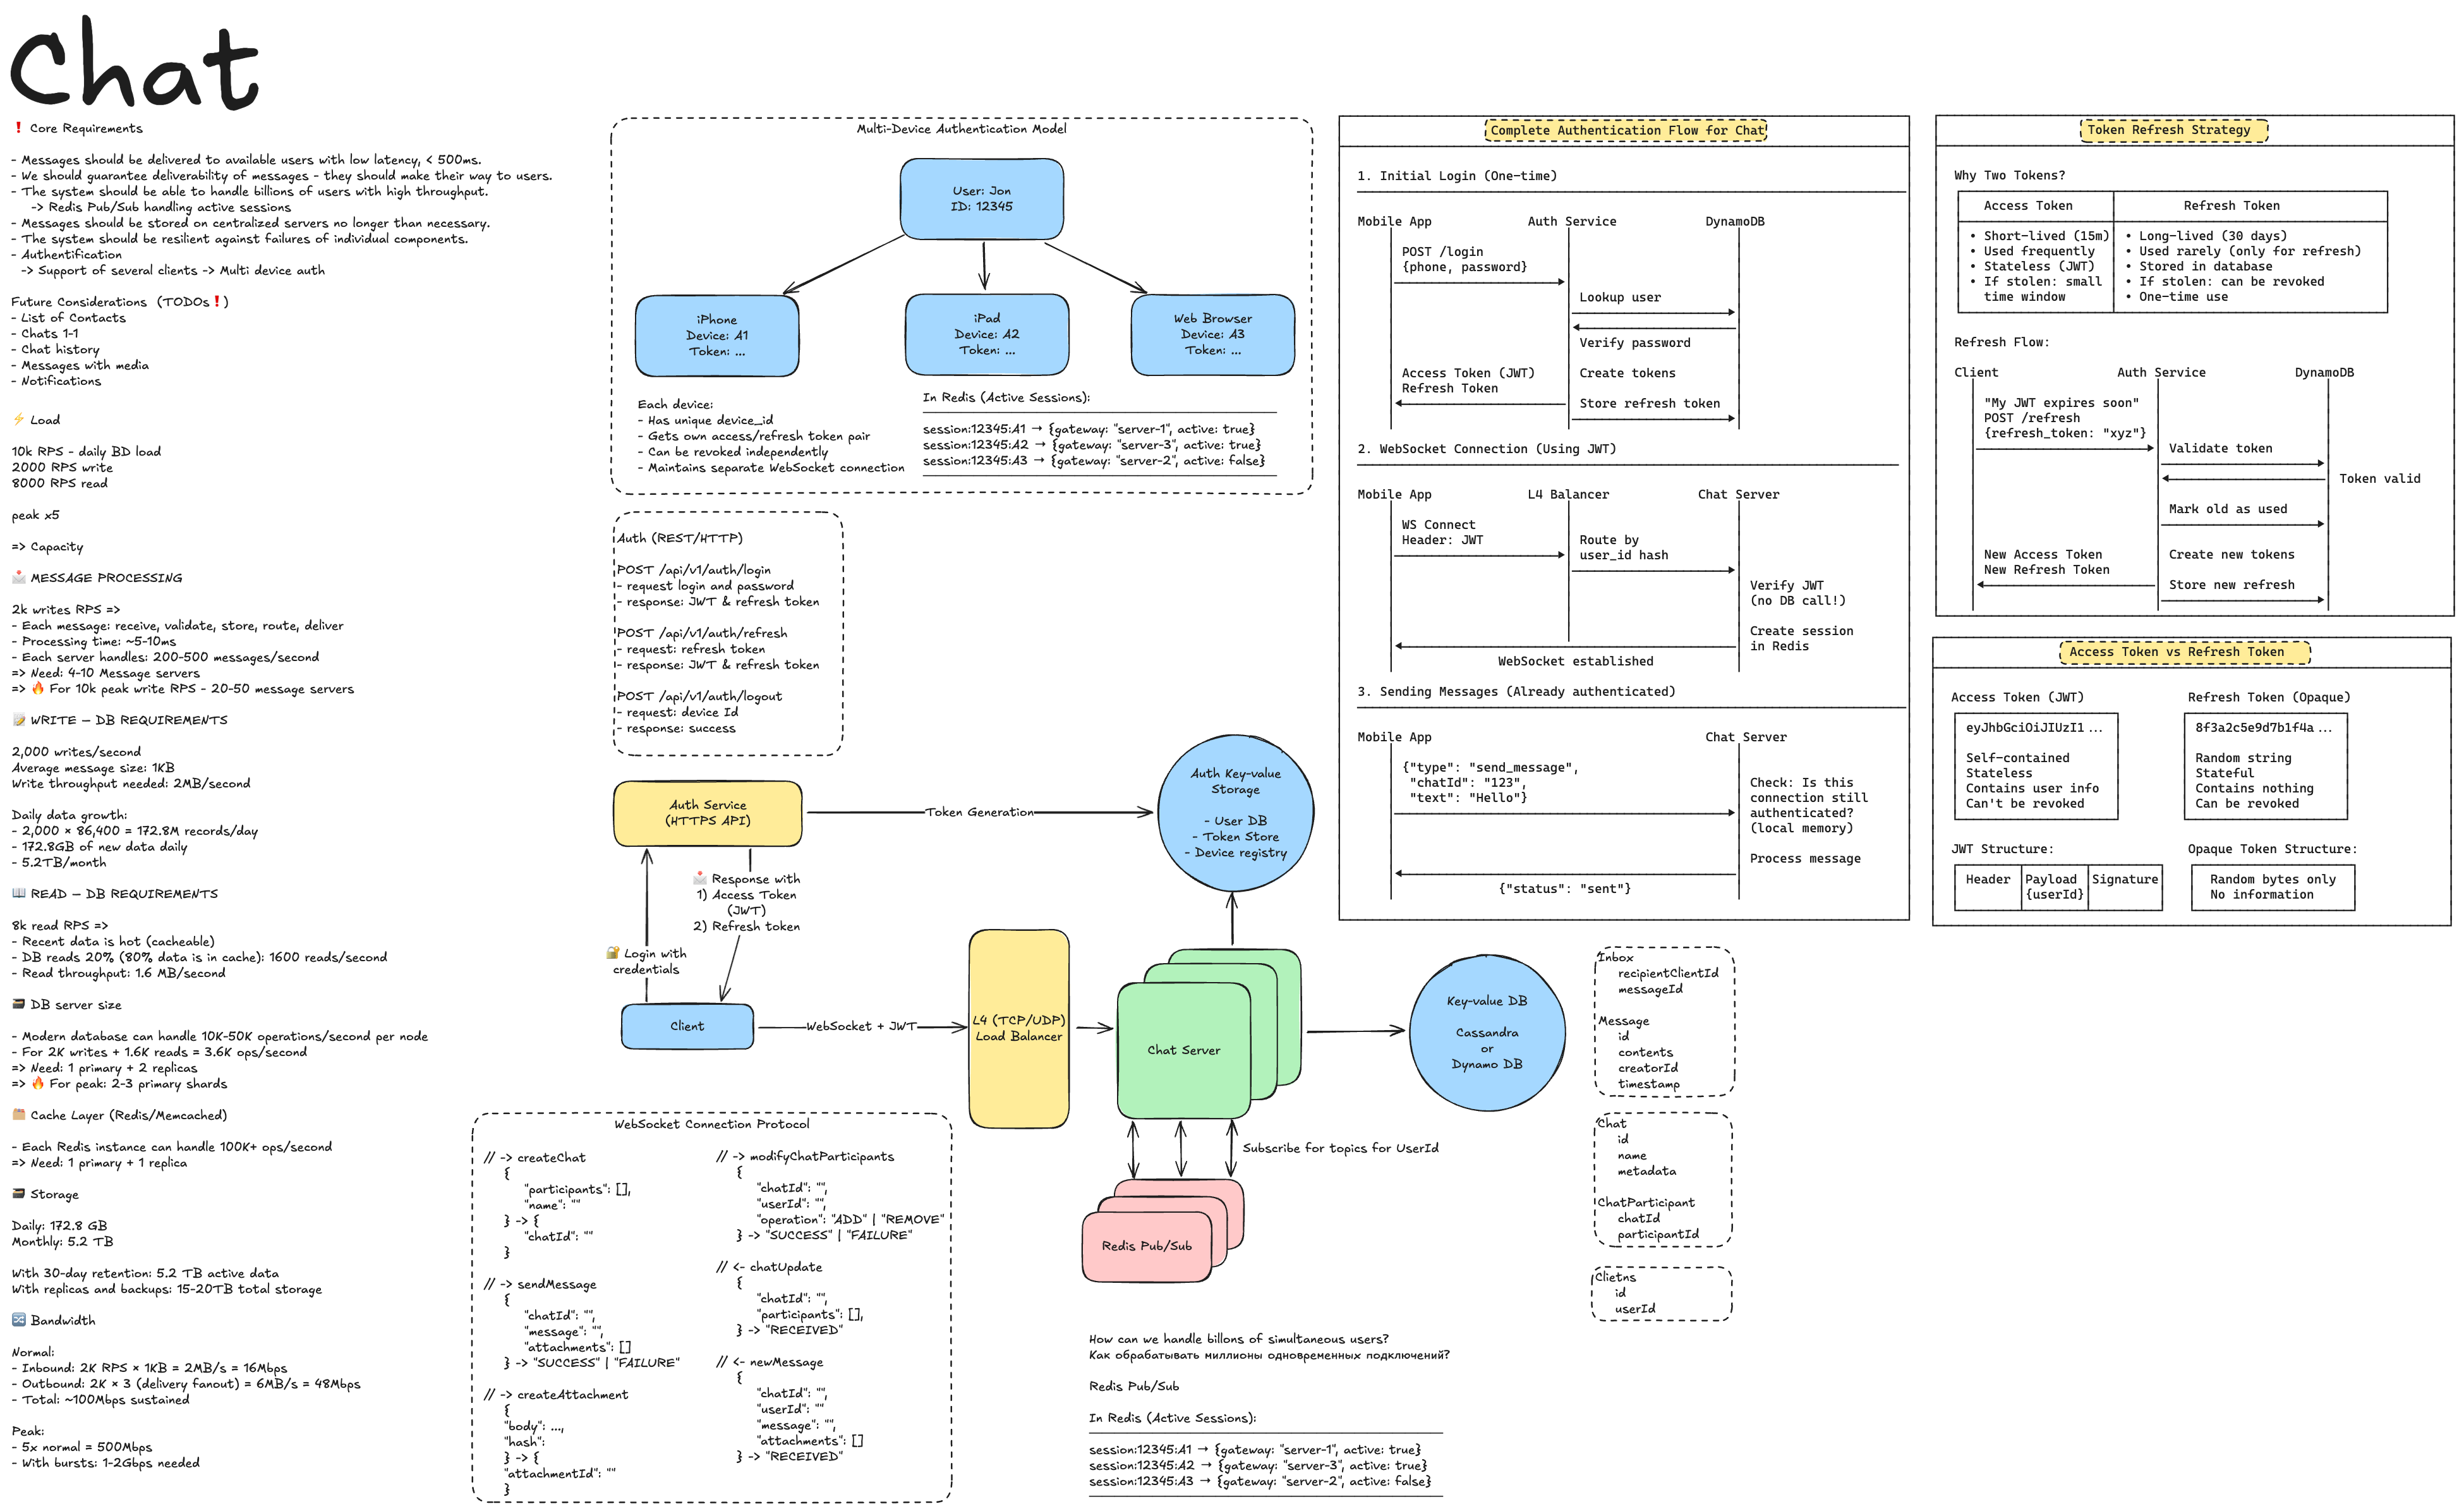 Chat
❗ Core Requirements
- Messages should be delivered to available users with low latency, < 500ms.
- We should guarantee deliverability of messages - they should make their way to users.
- The system should be able to handle billions of users with high throughput.
-> Redis Pub/Sub handling active sessions
- Messages should be stored on centralized servers no longer than necessary.
- The system should be resilient against failures of individual components.
- Authentification
-> Support of several clients -> Multi device auth
Future Considerations (TODOs❗)
- List of Contacts
- Chats 1-1
- Chat history
- Messages with media
- Notifications
⚡ Load
10k RPS - daily BD load
2000 RPS write
8000 RPS read
peak x5
=> Capacity
📩 MESSAGE PROCESSING
2k writes RPS =>
- Each message: receive, validate, store, route, deliver
- Processing time: ~5-10ms
- Each server handles: 200-500 messages/second
=> Need: 4-10 Message servers
=> 🔥 For 10k peak write RPS - 20-50 message servers
📝 WRITE — DB REQUIREMENTS
2,000 writes/second
Average message size: 1KB
Write throughput needed: 2MB/second
Daily data growth:
- 2,000 × 86,400 = 172.8M records/day
- 172.8GB of new data daily
- 5.2TB/month
📖 READ — DB REQUIREMENTS
8k read RPS =>
- Recent data is hot (cacheable)
- DB reads 20% (80% data is in cache): 1600 reads/second
- Read throughput: 1.6 MB/second
🗃️ DB server size
- Modern database can handle 10K-50K operations/second per node
- For 2K writes + 1.6K reads = 3.6K ops/second
=> Need: 1 primary + 2 replicas
=> 🔥 For peak: 2-3 primary shards
🗂️ Cache Layer (Redis/Memcached)
- Each Redis instance can handle 100K+ ops/second
=> Need: 1 primary + 1 replica
🗃️ Storage
Daily: 172.8 GB
Monthly: 5.2 TB
With 30-day retention: 5.2 TB active data
With replicas and backups: 15-20TB total storage
🔀 Bandwidth
Normal:
- Inbound: 2K RPS × 1KB = 2MB/s = 16Mbps
- Outbound: 2K × 3 (delivery fanout) = 6MB/s = 48Mbps
- Total: ~100Mbps sustained
Peak:
- 5x normal = 500Mbps
- With bursts: 1-2Gbps needed
Multi-Device Authentication Model
User: Jon
ID: 12345
iPhone
Device: A1
Token: ...
iPad
Device: A2
Token: ...
Web Browser
Device: A3
Token: ...
Each device:
- Has unique device_id
- Gets own access/refresh token pair
- Can be revoked independently
- Maintains separate WebSocket connection
In Redis (Active Sessions):
session:12345:A1 → {gateway: "server-1", active: true}
session:12345:A2 → {gateway: "server-3", active: true}
session:12345:A3 → {gateway: "server-2", active: false}
Auth (REST/HTTP)
POST /api/v1/auth/login
- request login and password
- response: JWT & refresh token
POST /api/v1/auth/refresh
- request: refresh token
- response: JWT & refresh token
POST /api/v1/auth/logout
- request: device Id
- response: success
Auth Service
(HTTPS API)
Token Generation
Auth Key-value
Storage
- User DB
- Token Store
- Device registry
📩 Response with
1) Access Token
(JWT)
2) Refresh token
🔐 Login with
credentials
Client
WebSocket + JWT
L4 (TCP/UDP)
Load Balancer
Chat Server
Key-value DB
Cassandra
or
Dynamo DB
Subscribe for topics for UserId
Redis Pub/Sub
Inbox
recipientClientId
messageId
Message
id
contents
creatorId
timestamp
Chat
id
name
metadata
ChatParticipant
chatId
participantId
Clietns
id
userId
WebSocket Connection Protocol
// -> createChat
{
"participants": [],
"name": ""
} -> {
"chatId": ""
}
// -> sendMessage
{
"chatId": "",
"message": "",
"attachments": []
} -> "SUCCESS" | "FAILURE"
// -> createAttachment
{
"body": ...,
"hash":
} -> {
"attachmentId": ""
}
// -> modifyChatParticipants
{
"chatId": "",
"userId": "",
"operation": "ADD" | "REMOVE"
} -> "SUCCESS" | "FAILURE"
// <- chatUpdate
{
"chatId": "",
"participants": [],
} -> "RECEIVED"
// <- newMessage
{
"chatId": "",
"userId": ""
"message": "",
"attachments": []
} -> "RECEIVED"
How can we handle billons of simultaneous users?
Как обрабатывать миллионы одновременных подключений?
Redis Pub/Sub
In Redis (Active Sessions):
session:12345:A1 → {gateway: "server-1", active: true}
session:12345:A2 → {gateway: "server-3", active: true}
session:12345:A3 → {gateway: "server-2", active: false}
Complete Authentication Flow for Chat
1. Initial Login (One-time)
Mobile App Auth Service DynamoDB
POST /login
{phone, password}
Lookup user
Verify password
Access Token (JWT) Create tokens
Refresh Token
Store refresh token
2. WebSocket Connection (Using JWT)
Mobile App L4 Balancer Chat Server
WS Connect
Header: JWT
Route by
user_id hash
Verify JWT
(no DB call!)
Create session
in Redis
WebSocket established
3. Sending Messages (Already authenticated)
Mobile App Chat Server
{"type": "send_message",
"chatId": "123",
"text": "Hello"}
Check: Is this
connection still
authenticated?
(local memory)
Process message
{"status": "sent"}
Token Refresh Strategy
Why Two Tokens?
Access Token Refresh Token
• Short-lived (15m) • Long-lived (30 days)
• Used frequently • Used rarely (only for refresh)
• Stateless (JWT) • Stored in database
• If stolen: small • If stolen: can be revoked
time window • One-time use
Refresh Flow:
Client Auth Service DynamoDB
"My JWT expires soon"
POST /refresh
{refresh_token: "xyz"}
Validate token
Token valid
Mark old as used
New Access Token Create new tokens
New Refresh Token
Store new refresh
Access Token vs Refresh Token
Access Token (JWT) Refresh Token (Opaque)
eyJhbGciOiJIUzI1... 8f3a2c5e9d7b1f4a...
Self-contained Random string
Stateless Stateful
Contains user info Contains nothing
Can't be revoked Can be revoked
JWT Structure: Opaque Token Structure:
Header Payload Signature Random bytes only
{userId} No information